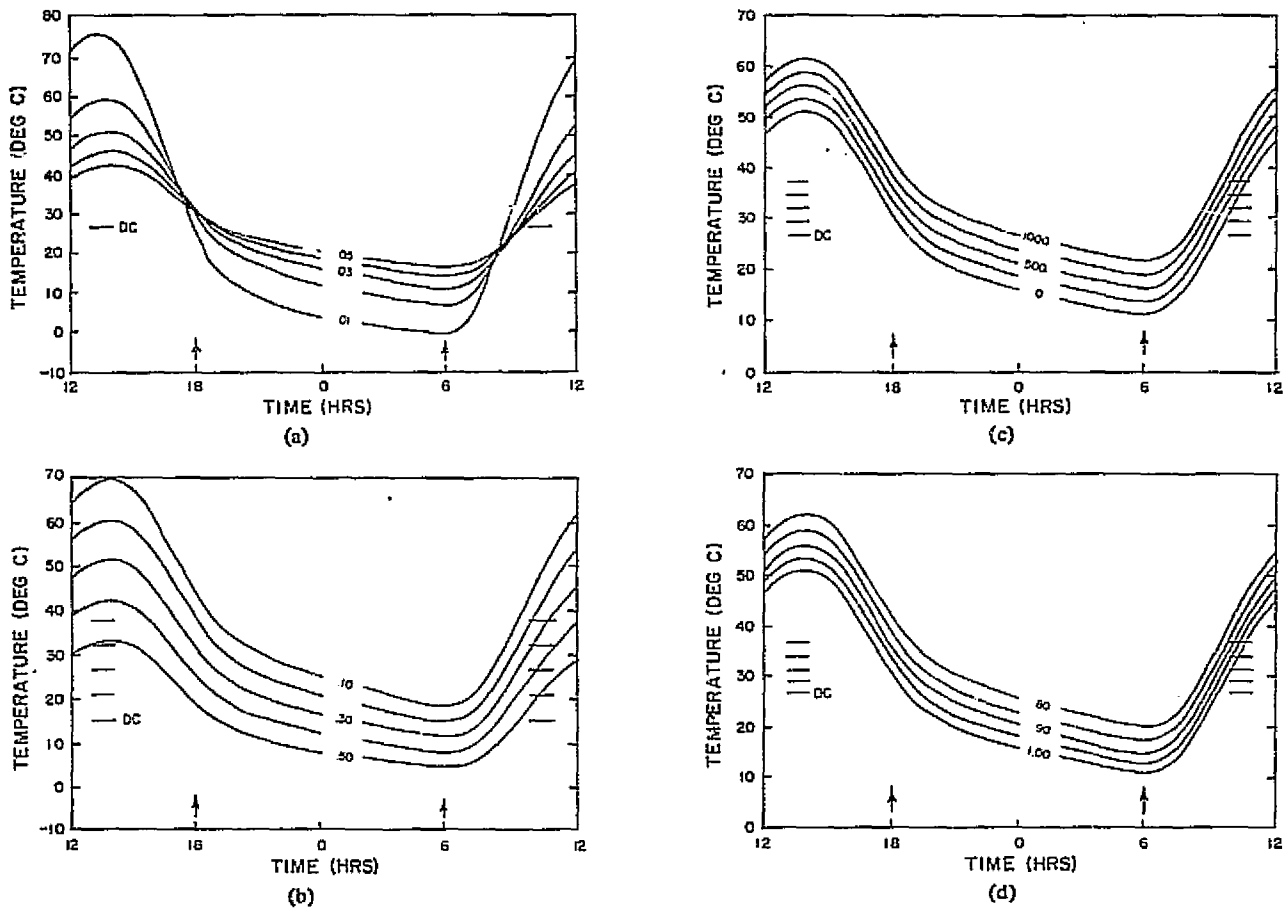 80
70
60
50
40
30
20
10
0
-10
TEMPERATURE (DEG C)
DC
.05
.03
.01
12 18 0 6 12
TIME (HRS)
(a)
70
60
50
40
30
20
10
0
TEMPERATURE (DEG C)
DC
1000
500
0
12 18 0 6 12
TIME (HRS)
(c)
70
60
50
40
30
20
10
0
-10
TEMPERATURE (DEG C)
DC
.10
.30
.50
12 18 0 6 12
TIME (HRS)
(b)
70
60
50
40
30
20
10
0
TEMPERATURE (DEG C)
DC
.80
.90
1.00
12 18 0 6 12
TIME (HRS)
(d)